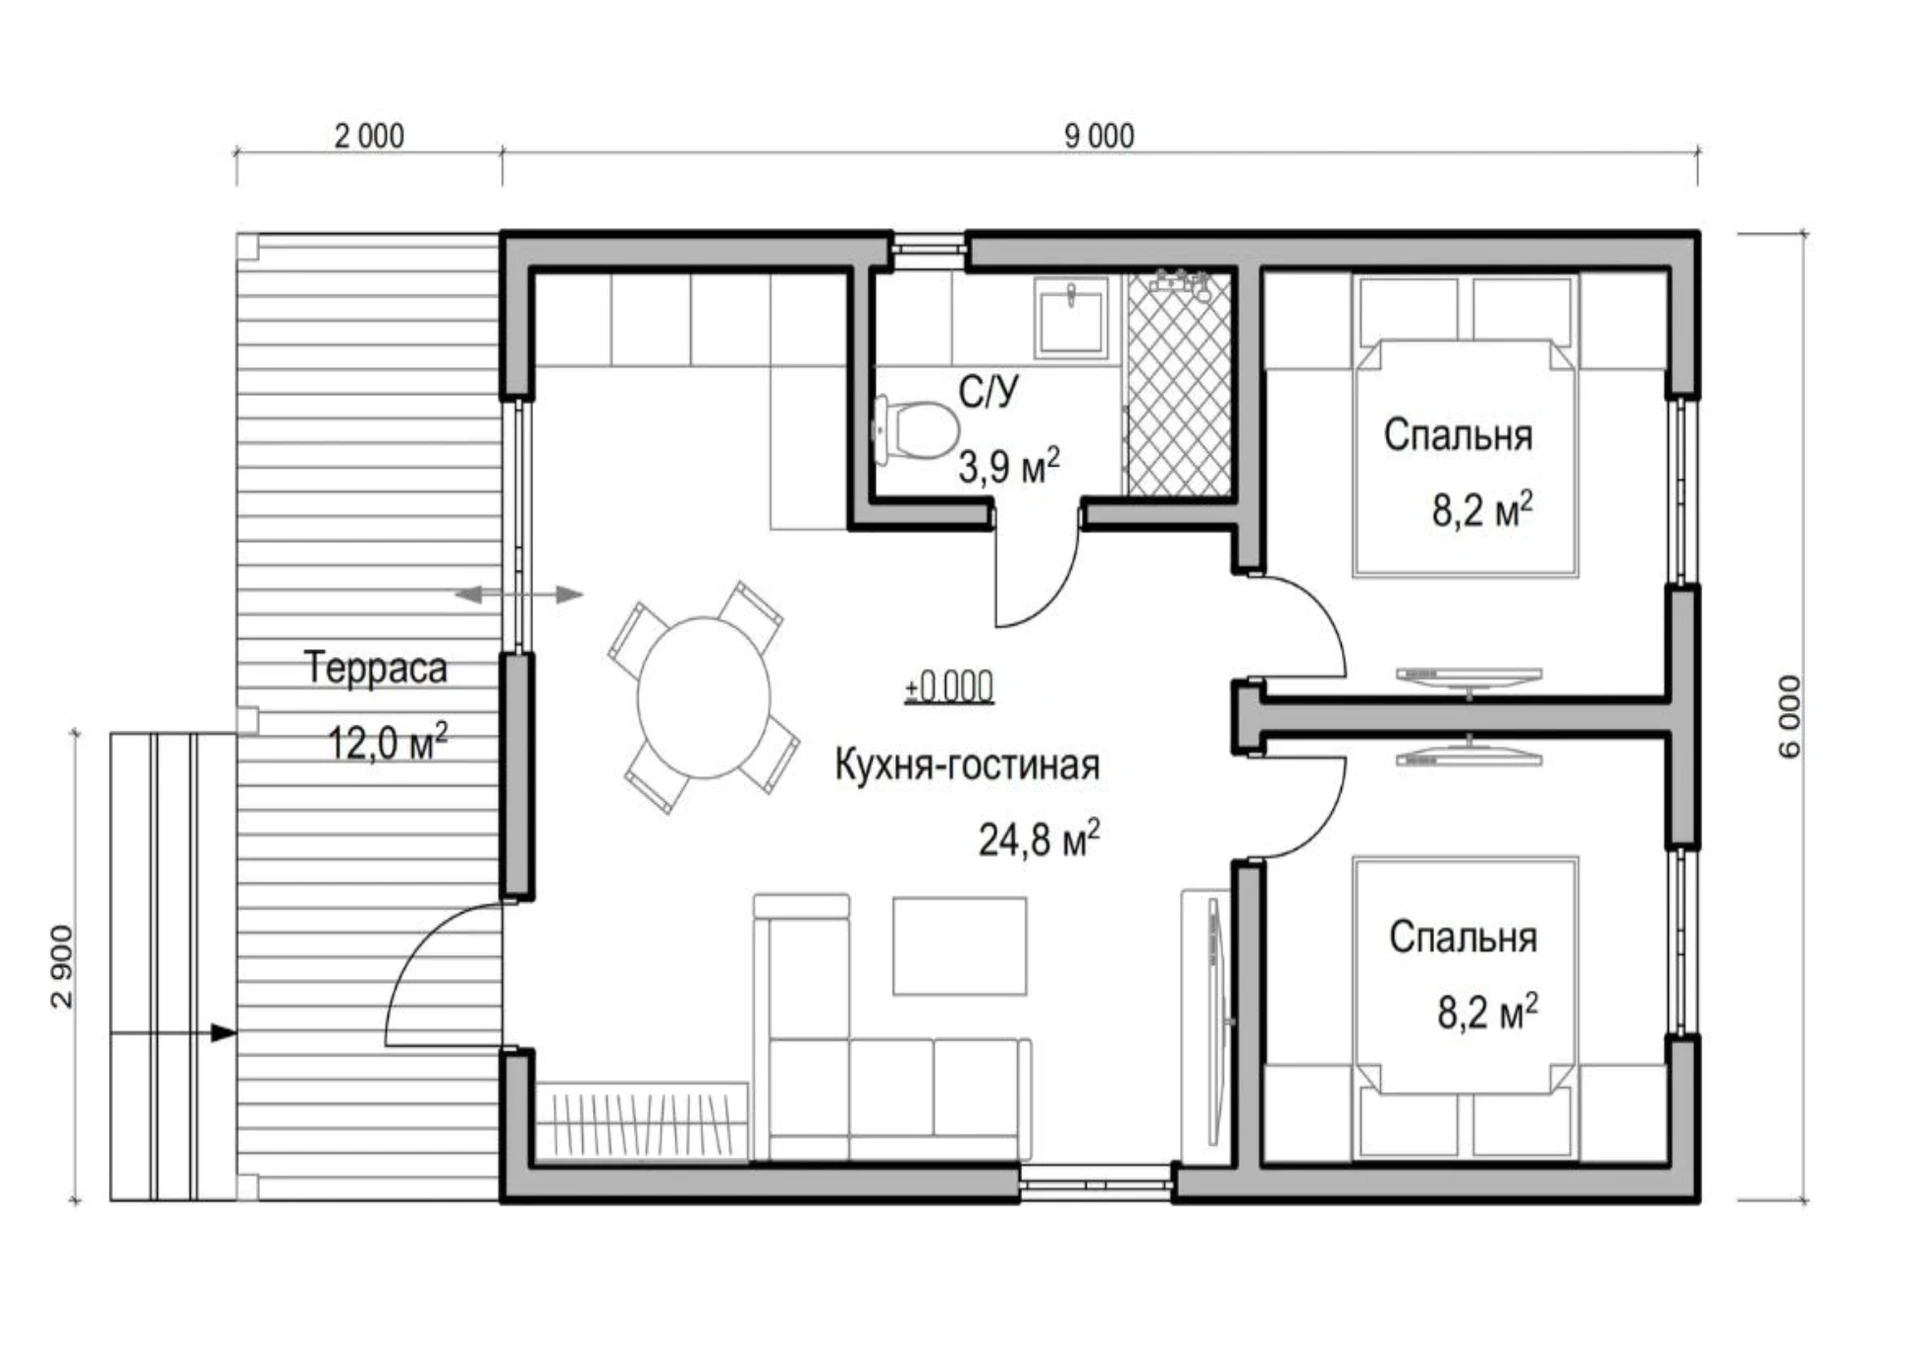 2 000
9 000
С/У
3,9 м²
Спальня
8,2 м²
Терраса
12,0 м²
±0.000
Кухня-гостиная
24,8 м²
6 000
2 900
Спальня
8,2 м²